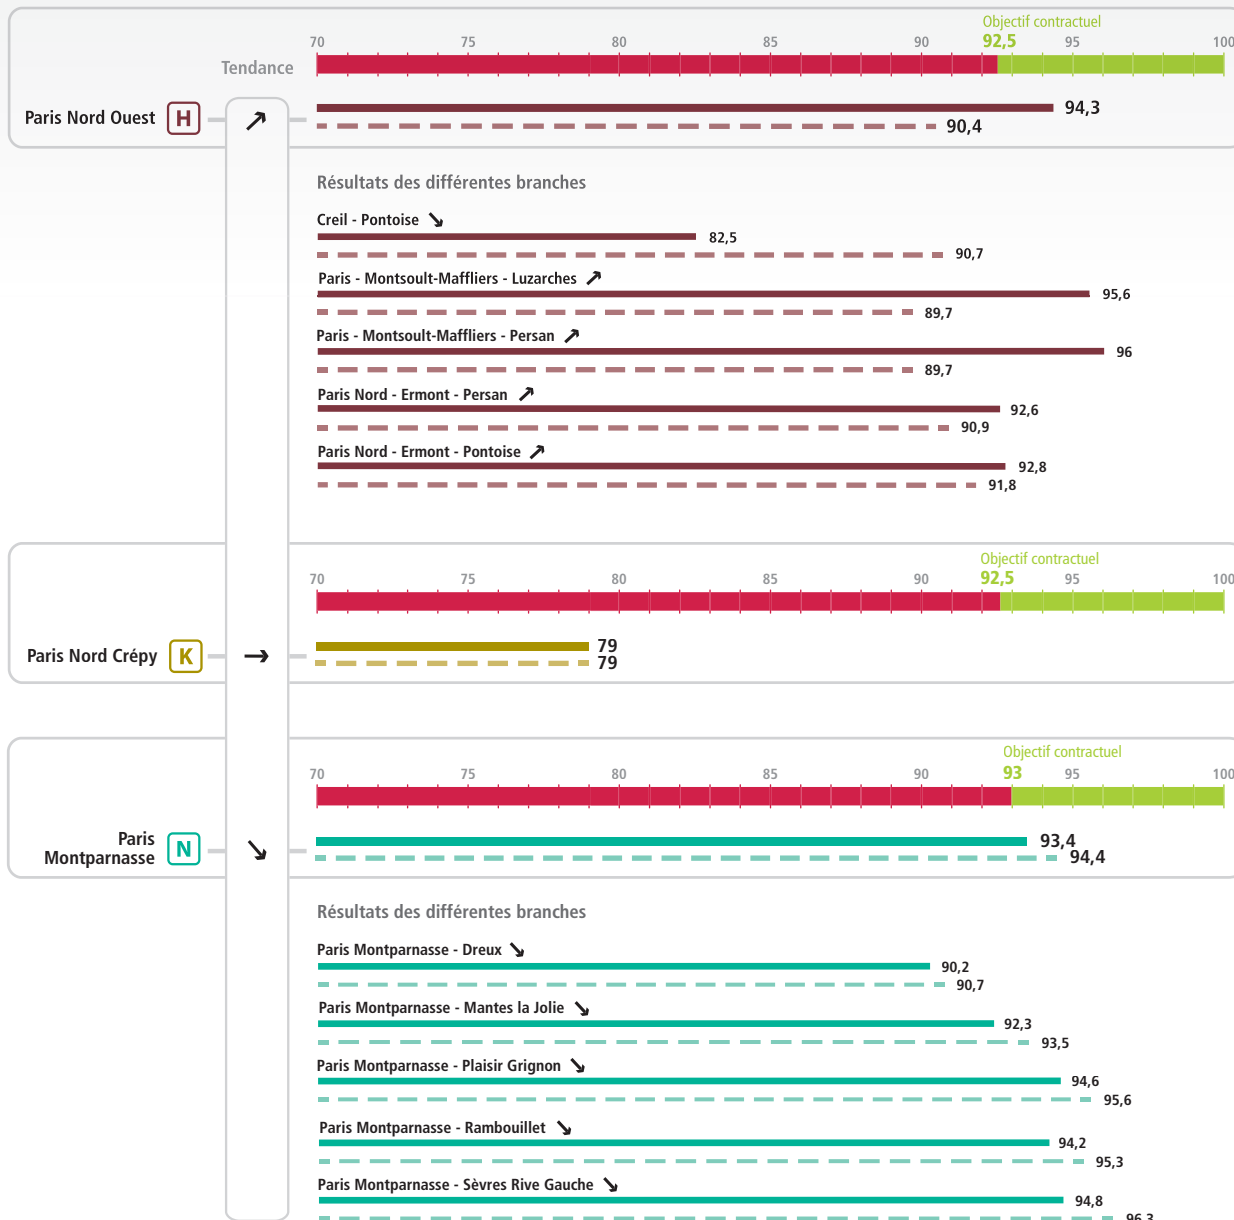 Objectif contractuel
70 75 80 85 90 92,5 95 100
Tendance
Paris Nord Ouest H
94,3
90,4
Résultats des différentes branches
Creil - Pontoise
82,5
90,7
Paris - Montsoult-Maffliers - Luzarches
95,6
89,7
Paris - Montsoult-Maffliers - Persan
96
89,7
Paris Nord - Ermont - Persan
92,6
90,9
Paris Nord - Ermont - Pontoise
92,8
91,8
Objectif contractuel
70 75 80 85 90 92,5 95 100
Paris Nord Crépy K
79
79
Objectif contractuel
70 75 80 85 90 93 95 100
Paris
Montparnasse
N
93,4
94,4
Résultats des différentes branches
Paris Montparnasse - Dreux
90,2
90,7
Paris Montparnasse - Mantes la Jolie
92,3
93,5
Paris Montparnasse - Plaisir Grignon
94,6
95,6
Paris Montparnasse - Rambouillet
94,2
95,3
Paris Montparnasse - Sèvres Rive Gauche
94,8
96,3